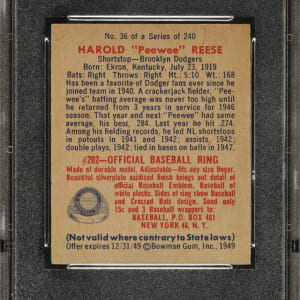 No. 36 of a Series of 240
HAROLD "Peewee" REESE
Shortstop—Brooklyn Dodgers
Born: Ekron, Kentucky, July 23, 1919
Bats: Right Throws: Right Ht.: 5:10 Wt.: 168
Has been a favorite of Dodger fans ever since he
joined team in 1940. A crackerjack fielder, "Pee-
wee's" batting average was never too high until
he returned from 3 years in service for 1946
season. That year and next "Peewee" had same
average, his best, .284. Last year he hit .274.
Among his fielding records, he led NL shortstops
in putouts in 1941 and 1942; assists, 1942;
double plays, 1942; tied in bases on balls in 1947.
#202—OFFICIAL BASEBALL RING
Made of durable metal. Adjustable—fits any size finger.
Beautiful silverplate oxidized finish brings out detail of
official Baseball Emblem. Baseball of
white plastic. Sides of ring show Baseball
and Crossed Bats design. Send only
15c and 3 Baseball wrappers to:
BASEBALL, P.O. BOX 401
NEW YORK 46, N. Y.
(Not valid where contrary to State laws)
Offer expires 12/31/49 ©Bowman Gum, Inc., 1949